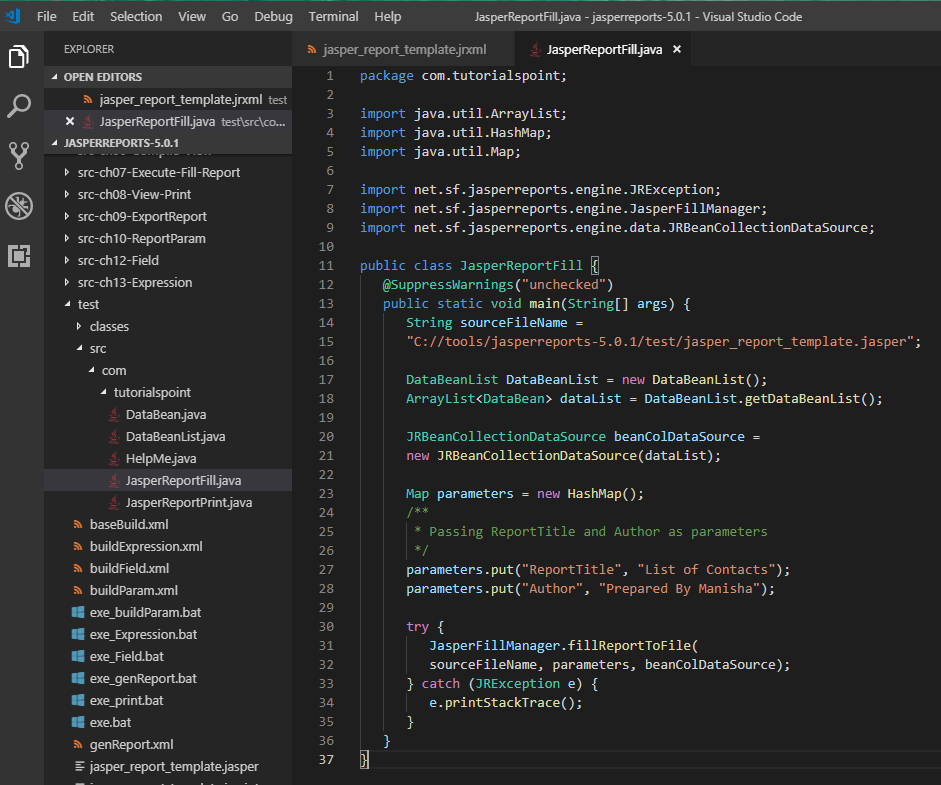 File Edit Selection View Go Debug Terminal Help JasperReportFill.java - jasperreports-5.0.1 - Visual Studio Code
EXPLORER
OPEN EDITORS
jasper_report_template.jrxml test
JasperReportFill.java test\src\co...
JASPERREPORTS-5.0.1
src-ch07-Execute-Fill-Report
src-ch08-View-Print
src-ch09-ExportReport
src-ch10-ReportParam
src-ch12-Field
src-ch13-Expression
test
classes
src
com
tutorialspoint
DataBean.java
DataBeanList.java
HelpMe.java
JasperReportFill.java
JasperReportPrint.java
baseBuild.xml
buildExpression.xml
buildField.xml
buildParam.xml
exe_buildParam.bat
exe_Expression.bat
exe_Field.bat
exe_genReport.bat
exe_print.bat
exe.bat
genReport.xml
jasper_report_template.jasper
jasper_report_template.jrxml JasperReportFill.java
1 package com.tutorialspoint;
2
3 import java.util.ArrayList;
4 import java.util.HashMap;
5 import java.util.Map;
6
7 import net.sf.jasperreports.engine.JRException;
8 import net.sf.jasperreports.engine.JasperFillManager;
9 import net.sf.jasperreports.engine.data.JRBeanCollectionDataSource;
10
11 public class JasperReportFill {
12 @SuppressWarnings("unchecked")
13 public static void main(String[] args) {
14 String sourceFileName =
15 "C://tools/jasperreports-5.0.1/test/jasper_report_template.jasper";
16
17 DataBeanList DataBeanList = new DataBeanList();
18 ArrayList<DataBean> dataList = DataBeanList.getDataBeanList();
19
20 JRBeanCollectionDataSource beanColDataSource =
21 new JRBeanCollectionDataSource(dataList);
22
23 Map parameters = new HashMap();
24 /**
25 * Passing ReportTitle and Author as parameters
26 */
27 parameters.put("ReportTitle", "List of Contacts");
28 parameters.put("Author", "Prepared By Manisha");
29
30 try {
31 JasperFillManager.fillReportToFile(
32 sourceFileName, parameters, beanColDataSource);
33 } catch (JRException e) {
34 e.printStackTrace();
35 }
36 }
37 }